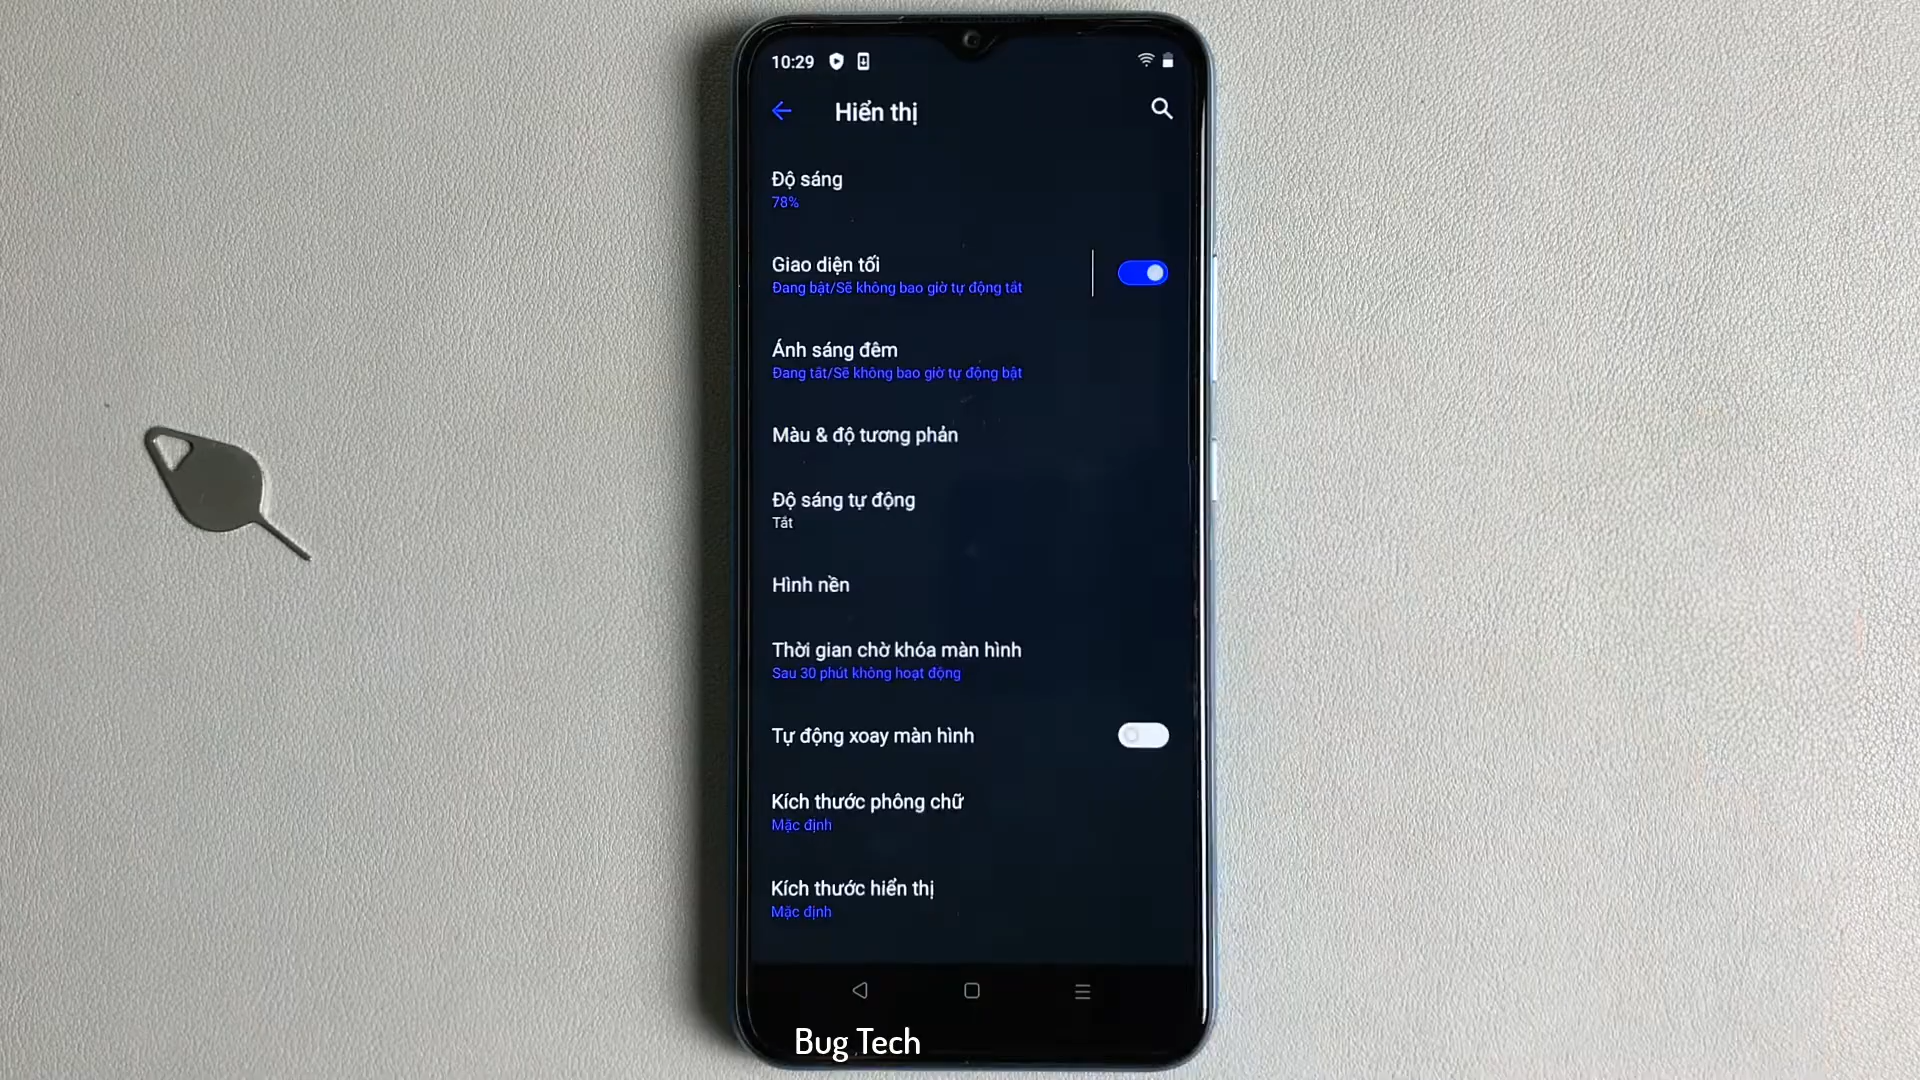 10:29
Hiển thị
Độ sáng
78%
Giao diện tối
Đang bật/Sẽ không bao giờ tự động tắt
Ánh sáng đêm
Đang tắt/Sẽ không bao giờ tự động bật
Màu & độ tương phản
Độ sáng tự động
Tắt
Hình nền
Thời gian chờ khóa màn hình
Sau 30 phút không hoạt động
Tự động xoay màn hình
Kích thước phông chữ
Mặc định
Kích thước hiển thị
Mặc định
Bug Tech